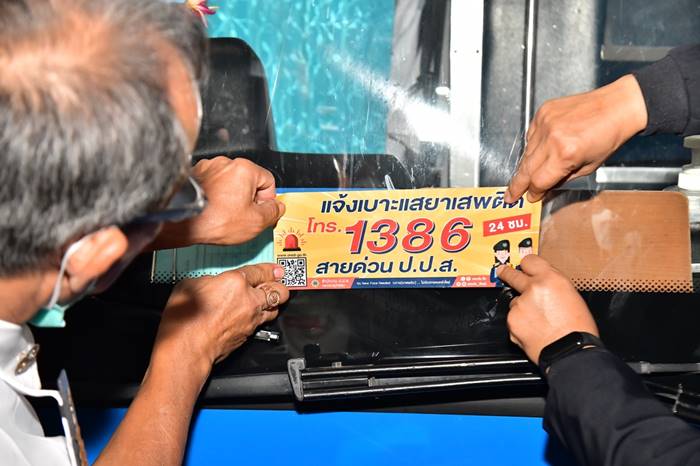 แจ้งเบาะแสยาเสพติด
โทร. 1386 24 ชม.
สายด่วน ป.ป.ส.